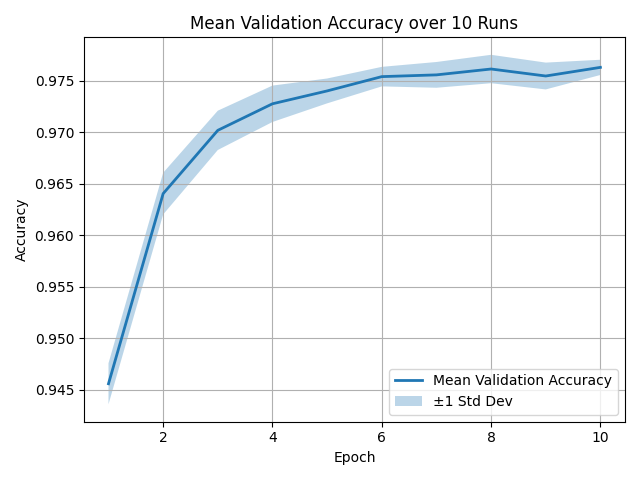 Mean Validation Accuracy over 10 Runs
0.975
0.970
0.965
0.960
0.955
0.950
0.945
Accuracy
Mean Validation Accuracy
±1 Std Dev
2 4 6 8 10
Epoch